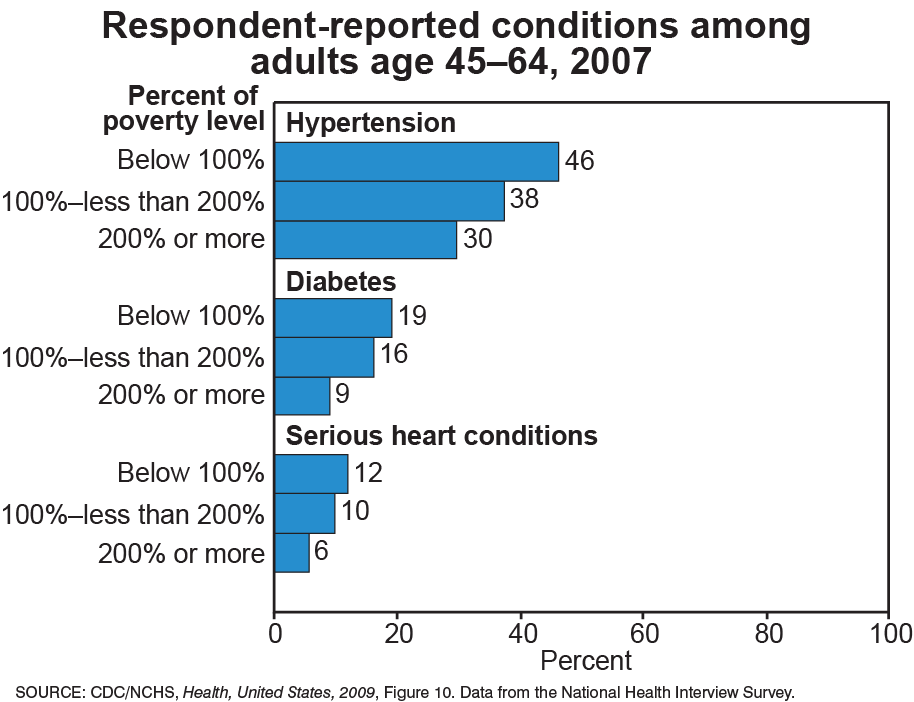 Respondent-reported conditions among
adults age 45–64, 2007
Percent of
poverty level
Hypertension
Below 100%
46
100%–less than 200%
38
200% or more
30
Diabetes
Below 100%
19
100%–less than 200%
16
200% or more
9
Serious heart conditions
Below 100%
12
100%–less than 200%
10
200% or more
6
0 20 40 60 80 100
Percent
SOURCE: CDC/NCHS, Health, United States, 2009, Figure 10. Data from the National Health Interview Survey.